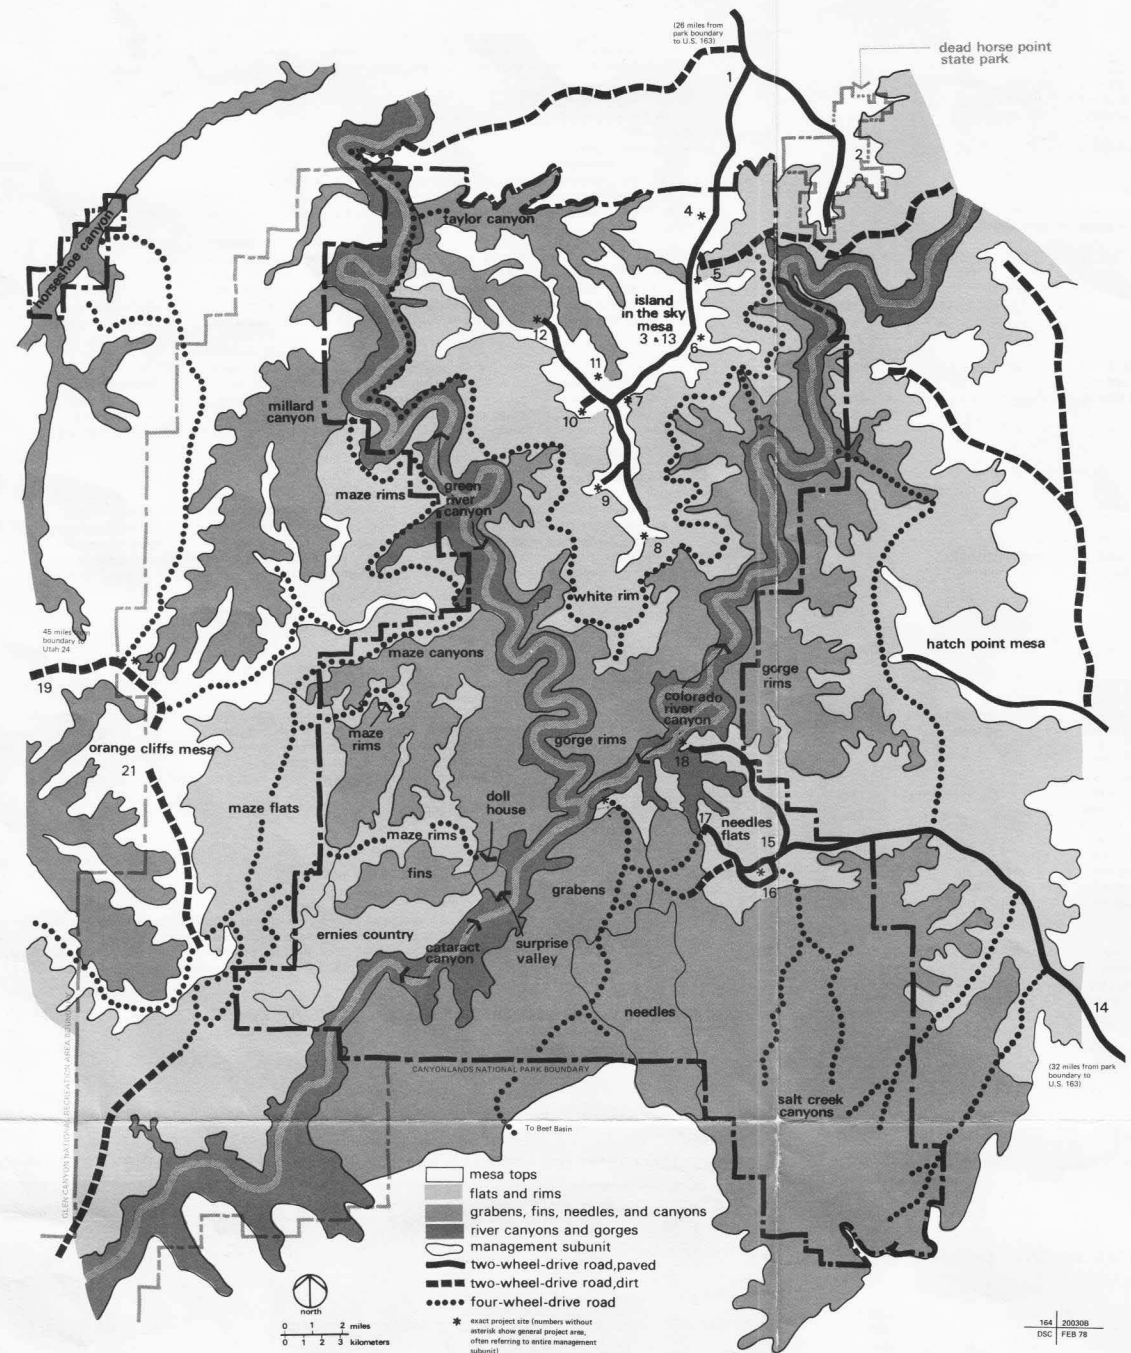 (26 miles from
park boundary
to U.S. 163)
dead horse point
state park
1
2
taylor canyon
4
horseshoe canyon
5
island
in the sky
mesa
3 & 13
6
12
11
7
10
millard
canyon
maze rims
green
river
canyon
9
8
white rim
45 miles from
boundary to
Utah 24
20
19
maze canyons
hatch point mesa
gorge
rims
colorado
river
canyon
maze
rims
gorge rims
orange cliffs mesa
21
18
doll
house
maze flats
17
needles
flats
15
maze rims
fins
16
grabens
ernies country
cataract
canyon
surprise
valley
needles
14
GLEN CANYON NATIONAL RECREATION AREA BOUNDARY
CANYONLANDS NATIONAL PARK BOUNDARY
(32 miles from park
boundary to
U.S. 163)
salt creek
canyons
To Beef Basin
mesa tops
flats and rims
grabens, fins, needles, and canyons
river canyons and gorges
management subunit
two-wheel-drive road,paved
two-wheel-drive road,dirt
four-wheel-drive road
* exact project site (numbers without
asterisk show general project area,
often referring to entire management
subunit)
north
0 1 2 miles
0 1 2 3 kilometers
164 20030B
DSC FEB 78